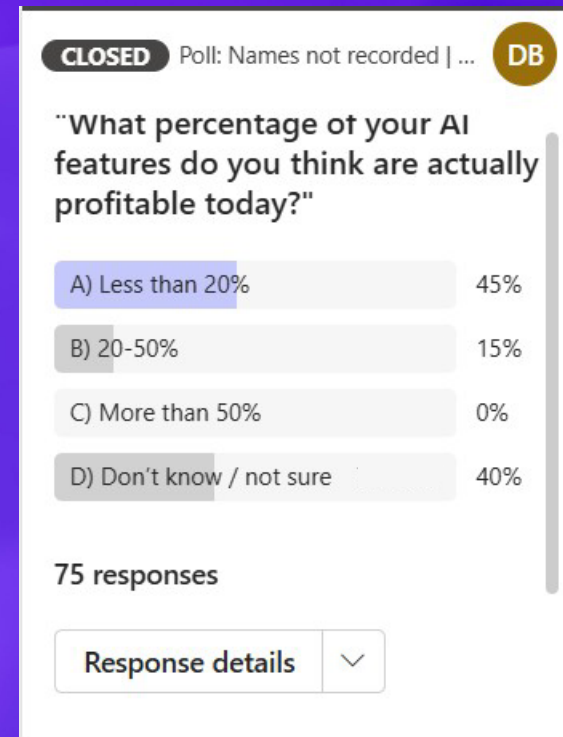 CLOSED Poll: Names not recorded | ... DB
"What percentage of your AI
features do you think are actually
profitable today?"
A) Less than 20% 45%
B) 20-50% 15%
C) More than 50% 0%
D) Don’t know / not sure 40%
75 responses
Response details